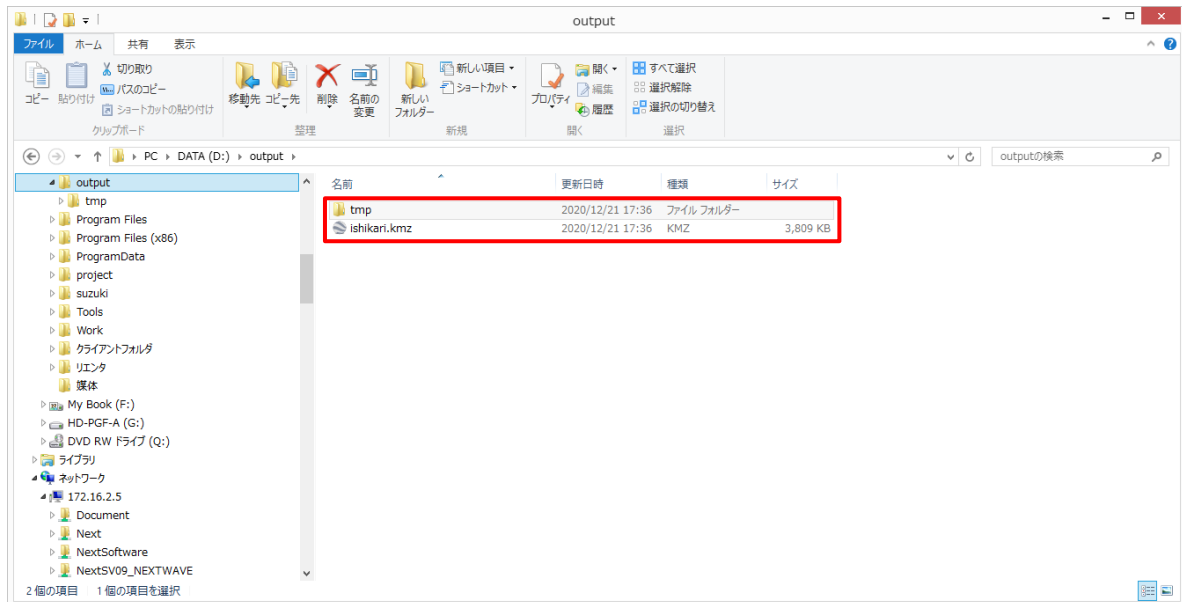 output
ファイル ホーム 共有 表示
コピー 貼り付け 切り取り
パスのコピー
ショートカットの貼り付け
クリップボード
移動先 コピー先 削除 名前の変更
整理
新しいフォルダー 新しい項目
ショートカット
新規
プロパティ 開く
編集
履歴
開く
すべて選択
選択解除
選択の切り替え
選択
PC DATA (D:) output outputの検索
名前 更新日時 種類 サイズ
tmp 2020/12/21 17:36 ファイル フォルダー
ishikari.kmz 2020/12/21 17:36 KMZ 3,809 KB
output
tmp
Program Files
Program Files (x86)
ProgramData
project
suzuki
Tools
Work
クライアントフォルダ
リエンタ
媒体
My Book (F:)
HD-PGF-A (G:)
DVD RW ドライブ (Q:)
ライブラリ
ネットワーク
172.16.2.5
Document
Next
NextSoftware
NextSV09_NEXTWAVE
2 個の項目 1 個の項目を選択